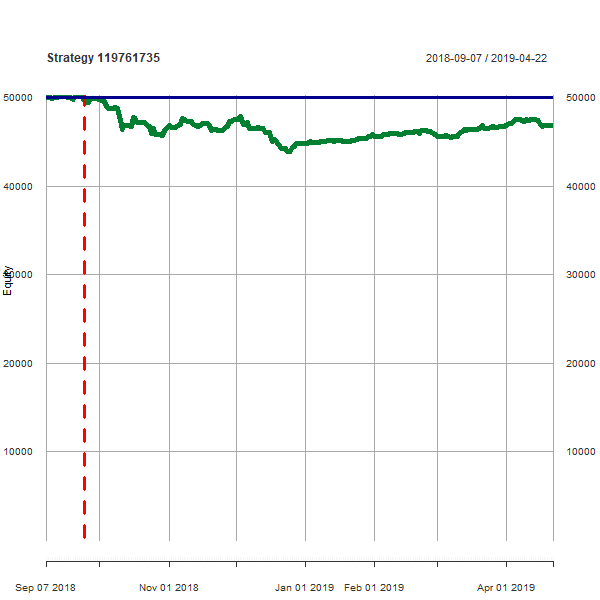 Strategy 119761735
2018-09-07 / 2019-04-22
50000 50000
40000 40000
30000 30000
Equity
20000 20000
10000 10000
Sep 07 2018 Nov 01 2018 Jan 01 2019 Feb 01 2019 Apr 01 2019